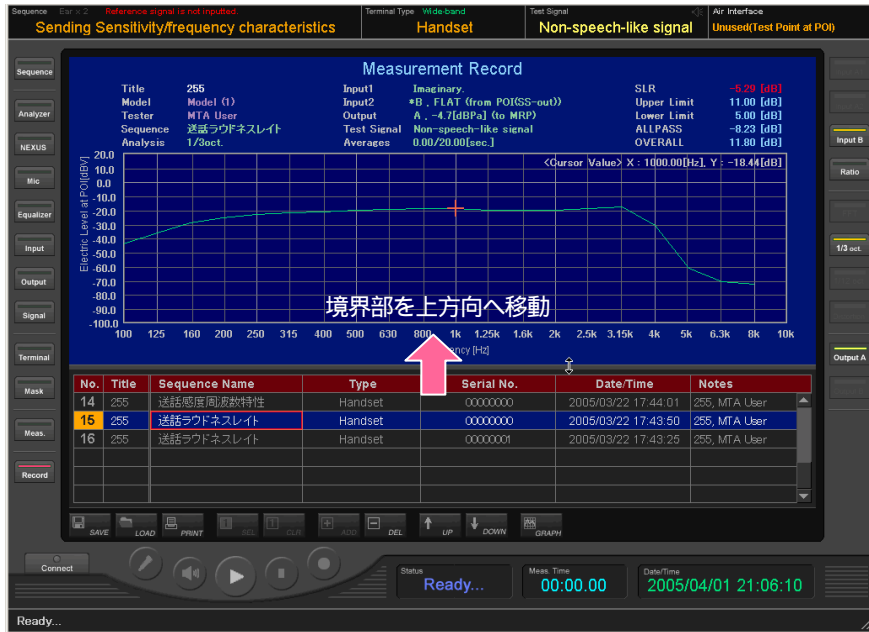 Sequence Ear × 2 Reference signal is not inputted Terminal Type Wide-band Test Signal Air Interface
Sending Sensitivity/frequency characteristics Handset Non-speech-like signal Unused(Test Point at POI)
Sequence
Analyzer
NEXUS
Mic
Equalizer
Input
Output
Signal
Terminal
Mask
Meas.
Record
Measurement Record
Title 255 Input1 Imaginary. SLR -5.29 [dB]
Model Model (1) Input2 *B , FLAT (from POI(SS-out)) Upper Limit 11.00 [dB]
Tester MTA User Output A , -4.7[dBPa] (to MRP) Lower Limit 5.00 [dB]
Sequence 送話ラウドネスレイト Test Signal Non-speech-like signal ALLPASS -8.23 [dB]
Analysis 1/3oct. Averages 0.00/20.00[sec.] OVERALL 11.80 [dB]
<Cursor Value> X : 1000.00[Hz], Y : -18.44[dB]
Electric Level at POI[dBV]
20.0
10.0
0.0
-10.0
-20.0
-30.0
-40.0
-50.0
-60.0
-70.0
-80.0
-90.0
-100.0
境界部を上方向へ移動
100 125 160 200 250 315 400 500 630 800 1k 1.25k 1.6k 2k 2.5k 3.15k 4k 5k 6.3k 8k 10k
[Hz]
No. Title Sequence Name Type Serial No. Date/Time Notes
14 255 送話感度周波数特性 Handset 00000000 2005/03/22 17:44:01 255, MTA User
15 255 送話ラウドネスレイト Handset 00000000 2005/03/22 17:43:50 255, MTA User
16 255 送話ラウドネスレイト Handset 00000001 2005/03/22 17:43:25 255, MTA User
SAVE LOAD PRINT SEL CLR ADD DEL UP DOWN GRAPH
Input B
Ratio
1/3 oct.
Output A
Connect
Status Ready...
Meas. Time 00:00.00
Date/Time 2005/04/01 21:06:10
Ready...